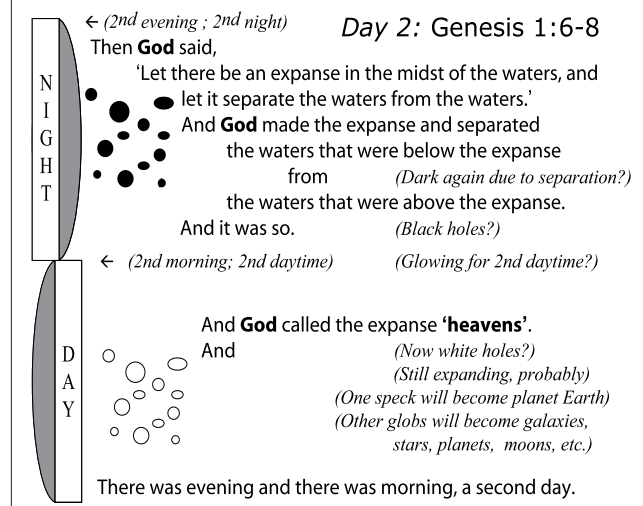 ← (2nd evening ; 2nd night)
Day 2: Genesis 1:6-8
Then God said,
‘Let there be an expanse in the midst of the waters, and
let it separate the waters from the waters.’
And God made the expanse and separated
the waters that were below the expanse
from (Dark again due to separation?)
the waters that were above the expanse.
And it was so. (Black holes?)
NIGHT
← (2nd morning; 2nd daytime) (Glowing for 2nd daytime?)
And God called the expanse ‘heavens’.
And (Now white holes?)
(Still expanding, probably)
(One speck will become planet Earth)
(Other globs will become galaxies,
stars, planets, moons, etc.)
DAY
There was evening and there was morning, a second day.